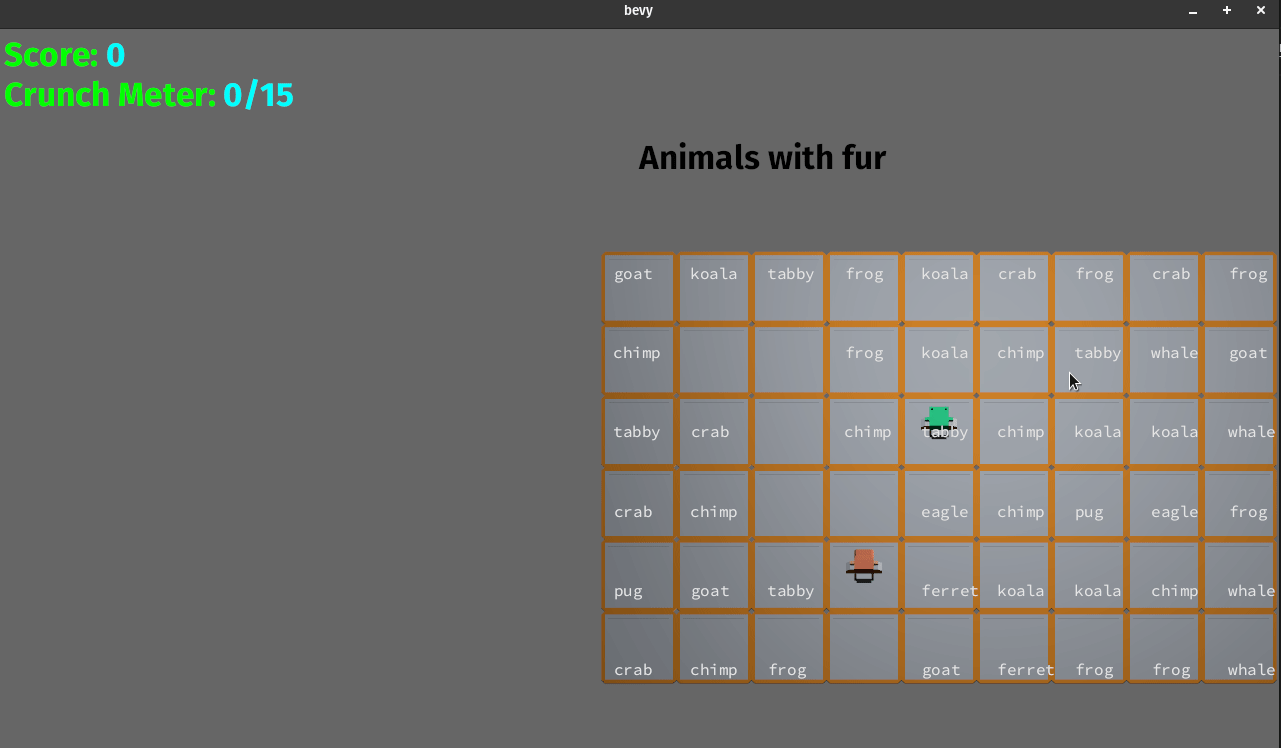 bevy
Score: 0
Crunch Meter: 0/15
Animals with fur
goat koala tabby frog koala crab frog crab frog
chimp frog koala chimp tabby whale goat
tabby crab chimp tabby chimp koala koala whale
crab chimp eagle chimp pug eagle frog
pug goat tabby ferret koala koala chimp whale
crab chimp frog goat ferret frog frog whale